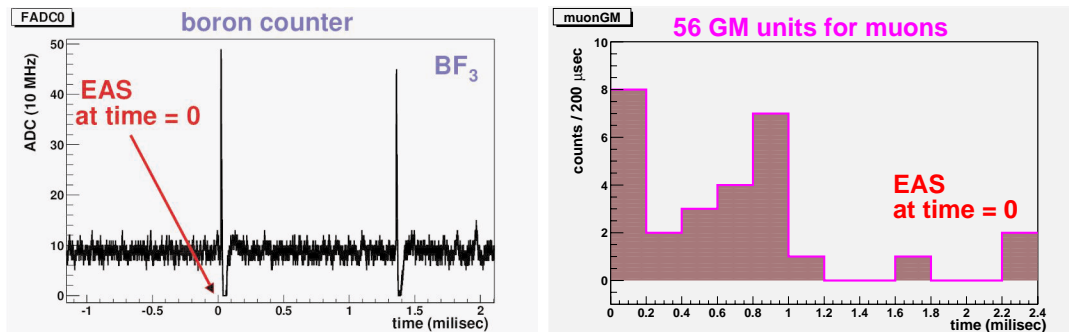 FADC0
boron counter
BF3
EAS
at time = 0
ADC (10 MHz)
50
40
30
20
10
0
-1 -0.5 0 0.5 1 1.5 2
time (milisec)
muonGM
56 GM units for muons
EAS
at time = 0
counts / 200 μsec
10
8
6
4
2
0
0 0.2 0.4 0.6 0.8 1 1.2 1.4 1.6 1.8 2 2.2 2.4
time (milisec)